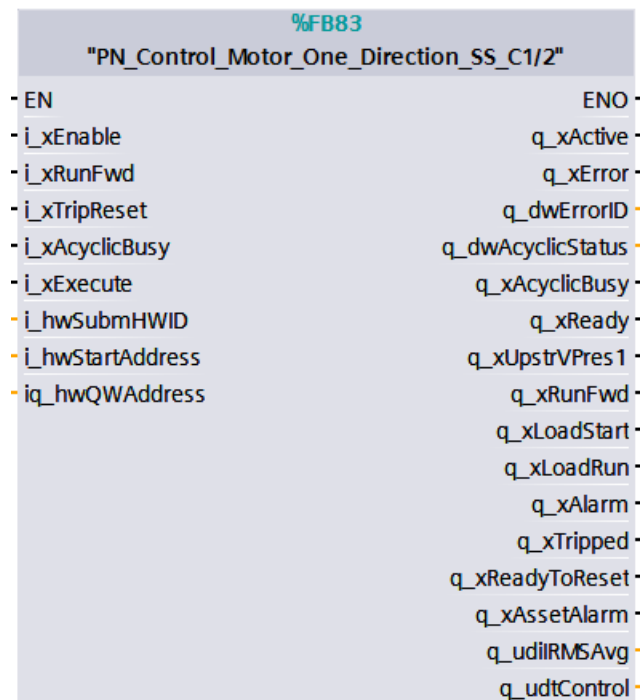 %FB83
"PN_Control_Motor_One_Direction_SS_C1/2"
EN ENO
i_xEnable q_xActive
i_xRunFwd q_xError
i_xTripReset q_dwErrorID
i_xAcyclicBusy q_dwAcyclicStatus
i_xExecute q_xAcyclicBusy
i_hwSubmHWID q_xReady
i_hwStartAddress q_xUpstrVPres1
iq_hwQWAddress q_xRunFwd
q_xLoadStart
q_xLoadRun
q_xAlarm
q_xTripped
q_xReadyToReset
q_xAssetAlarm
q_udiIRMSAvg
q_udtControl